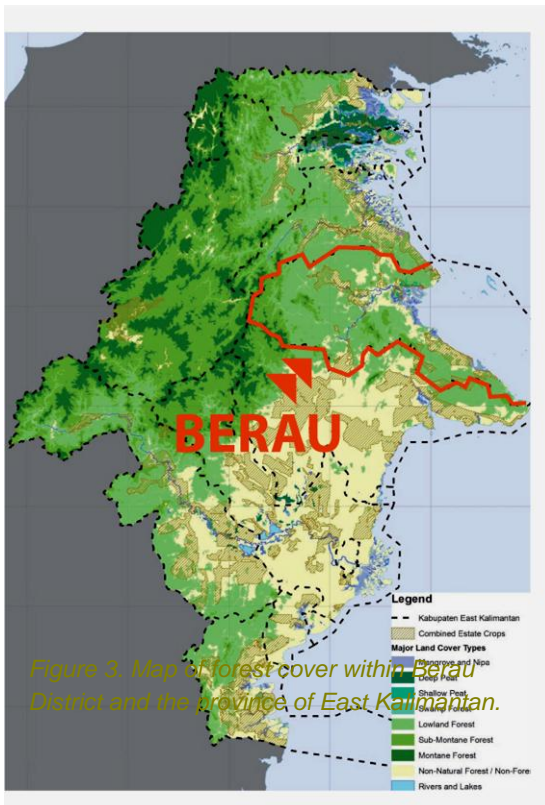 BERAU
Legend
Kabupaten East Kalimantan
Combined Estate Crops
Major Land Cover Types
Mangrove and Nipa
Deep Peat
Shallow Peat
Swamp Forest
Lowland Forest
Sub-Montane Forest
Montane Forest
Non-Natural Forest / Non-Fores
Rivers and Lakes
Figure 3. Map of forest cover within Berau
District and the province of East Kalimantan.